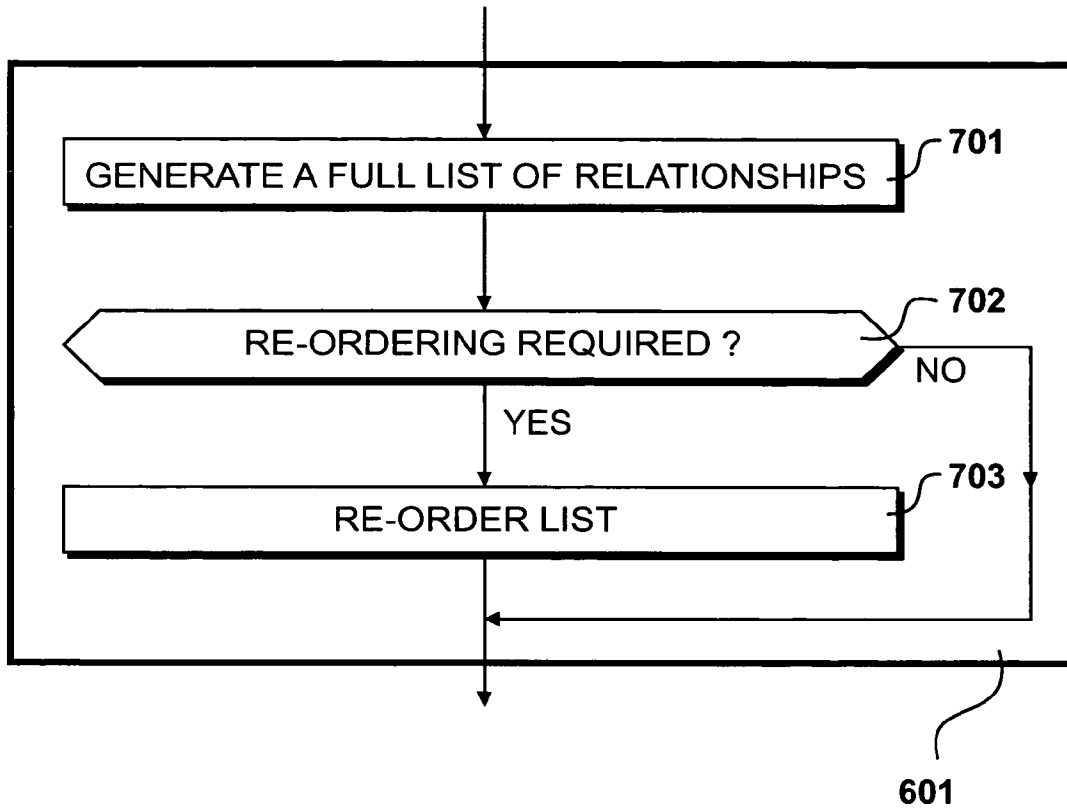 701
GENERATE A FULL LIST OF RELATIONSHIPS
702
RE-ORDERING REQUIRED ?
NO
YES
703
RE-ORDER LIST
601